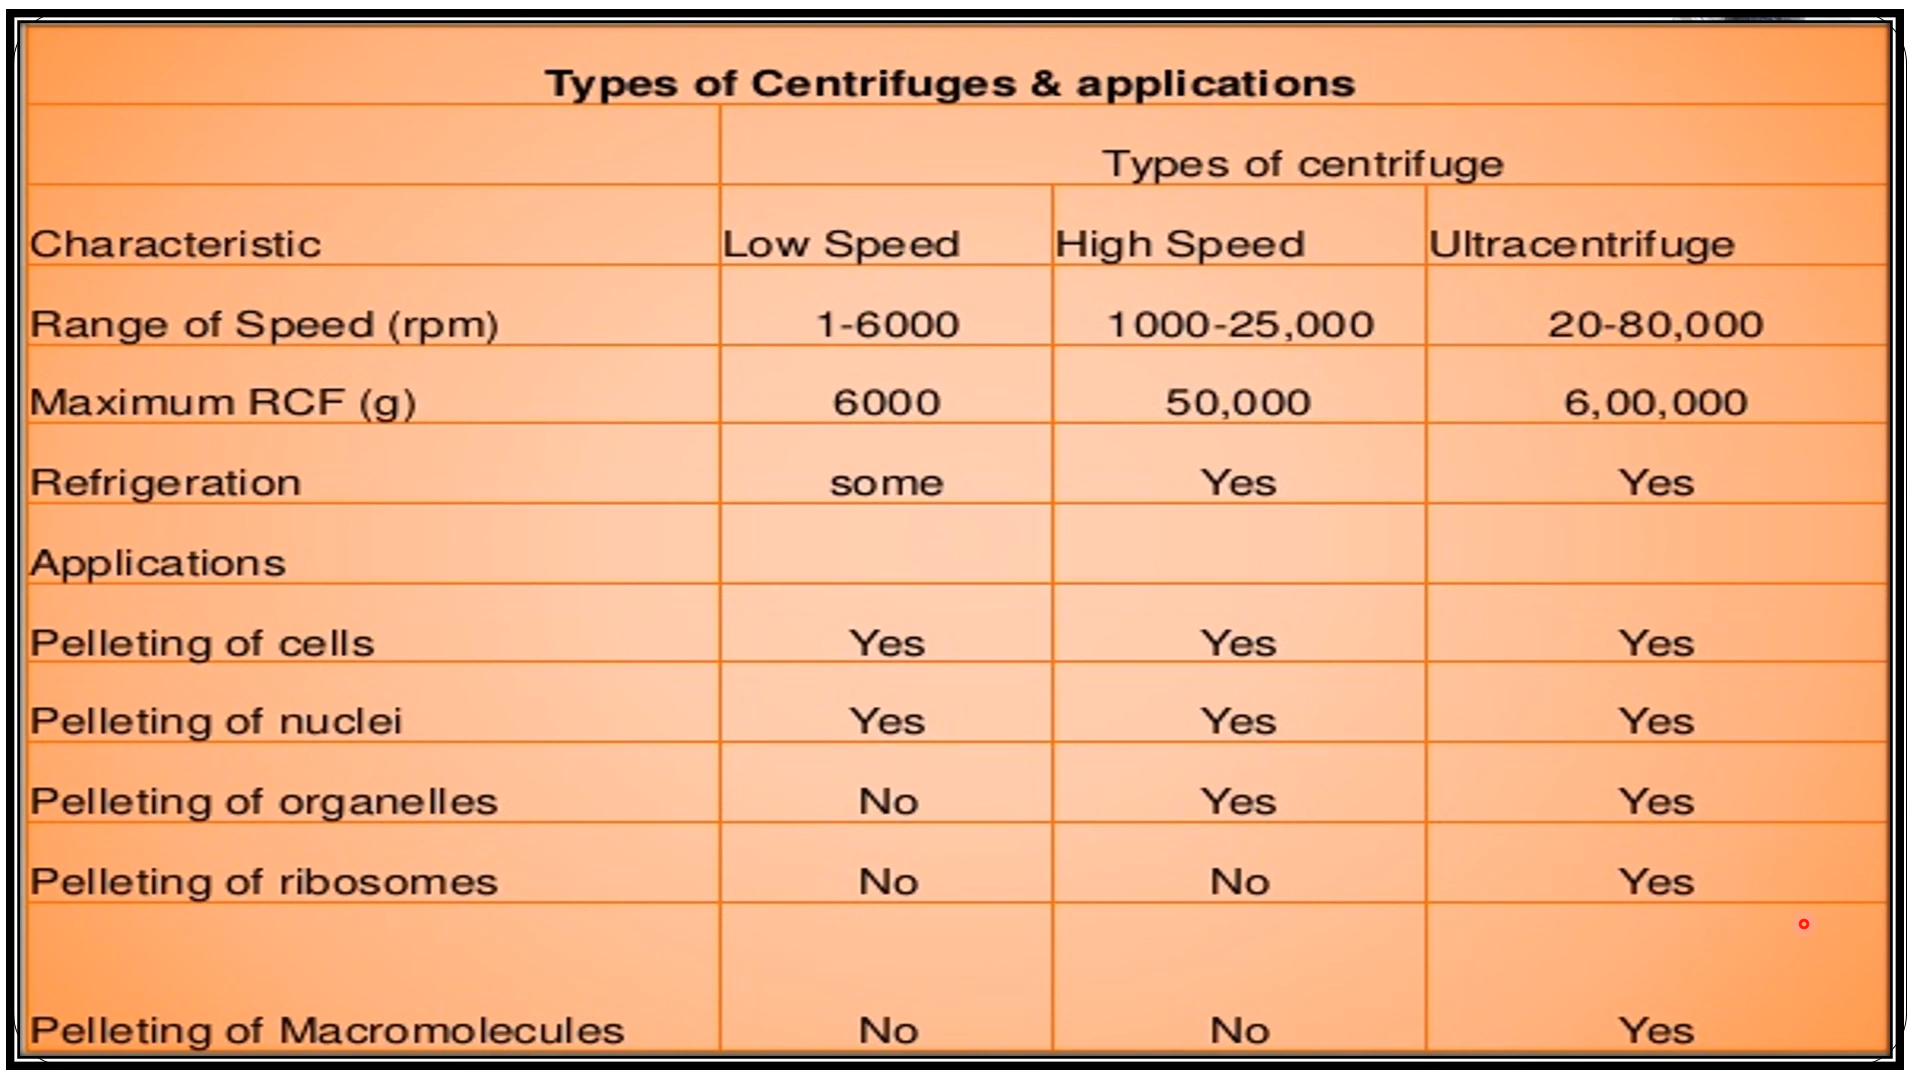 Types of Centrifuges & applications
Types of centrifuge
Characteristic Low Speed High Speed Ultracentrifuge
Range of Speed (rpm) 1-6000 1000-25,000 20-80,000
Maximum RCF (g) 6000 50,000 6,00,000
Refrigeration some Yes Yes
Applications
Pelleting of cells Yes Yes Yes
Pelleting of nuclei Yes Yes Yes
Pelleting of organelles No Yes Yes
Pelleting of ribosomes No No Yes
Pelleting of Macromolecules No No Yes